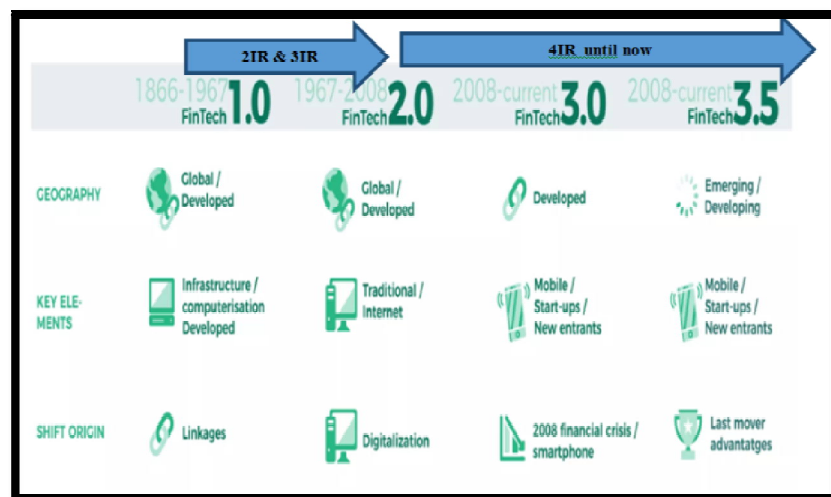 2IR & 3IR
4IR until now
1866-1967 1967-2008 2008-current 2008-current
FinTech 1.0 FinTech 2.0 FinTech 3.0 FinTech 3.5
GEOGRAPHY
Global /
Developed
Global /
Developed
Developed
Emerging /
Developing
KEY ELE-
MENTS
Infrastructure /
computerisation
Developed
Traditional /
Internet
Mobile /
Start-ups /
New entrants
Mobile /
Start-ups /
New entrants
SHIFT ORIGIN
Linkages
Digitalization
2008 financial crisis /
smartphone
Last mover
advantatges